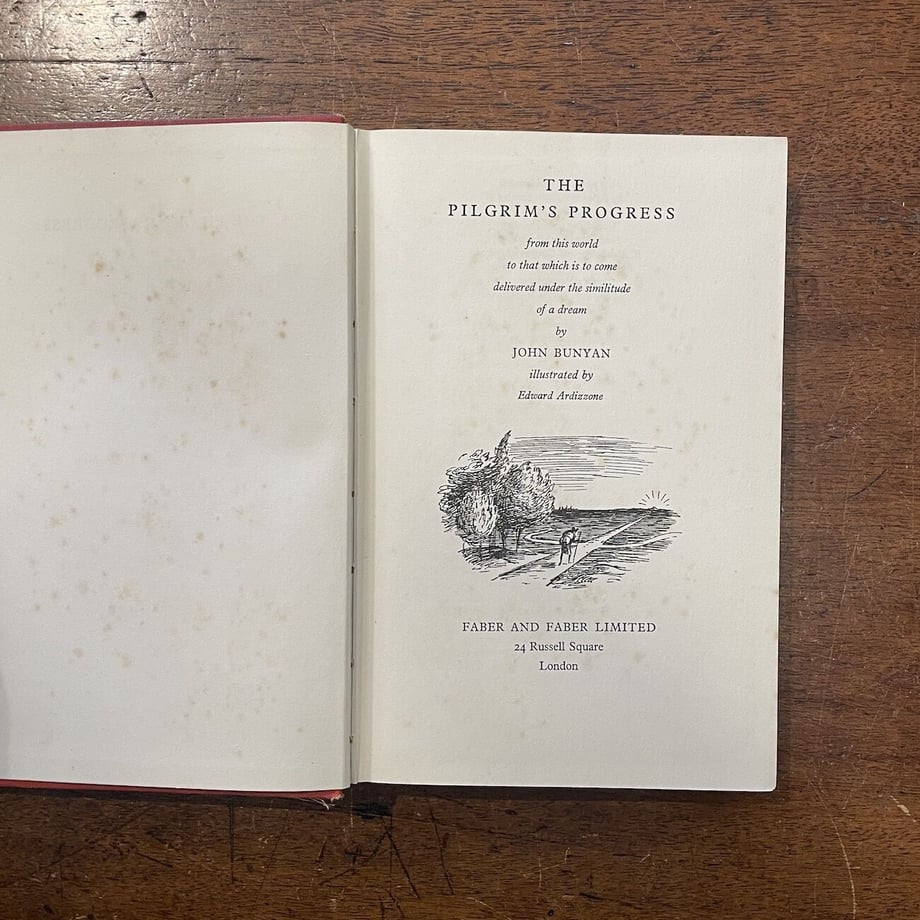 THE
PILGRIM'S PROGRESS
from this world
to that which is to come
delivered under the similitude
of a dream
by
JOHN BUNYAN
illustrated by
Edward Ardizzone
FABER AND FABER LIMITED
24 Russell Square
London